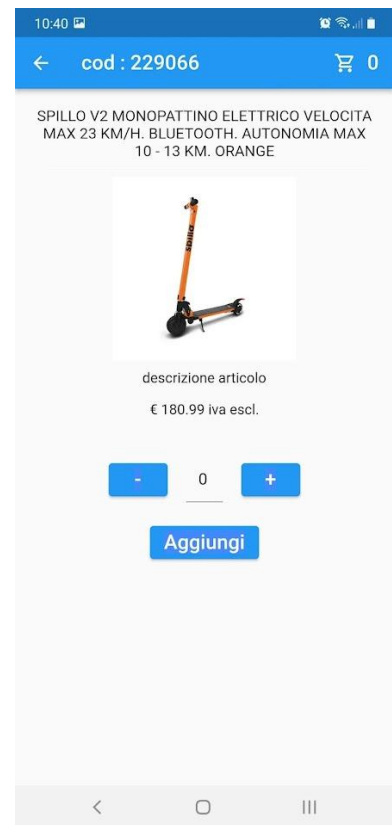 10:40
cod : 229066
0
SPILLO V2 MONOPATTINO ELETTRICO VELOCITA
MAX 23 KM/H. BLUETOOTH. AUTONOMIA MAX
10 - 13 KM. ORANGE
spillo
descrizione articolo
€ 180.99 iva escl.
- 0 +
Aggiungi